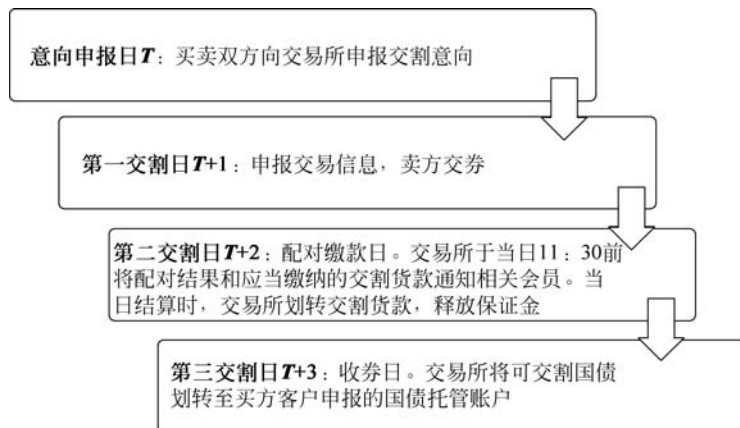 意向申报日T：买卖双方向交易所申报交割意向
第一交割日T+1：申报交易信息，卖方交券
第二交割日T+2：配对缴款日。交易所于当日11：30前
将配对结果和应当缴纳的交割货款通知相关会员。当
日结算时，交易所划转交割货款，释放保证金
第三交割日T+3：收券日。交易所将可交割国债
划转至买方客户申报的国债托管账户